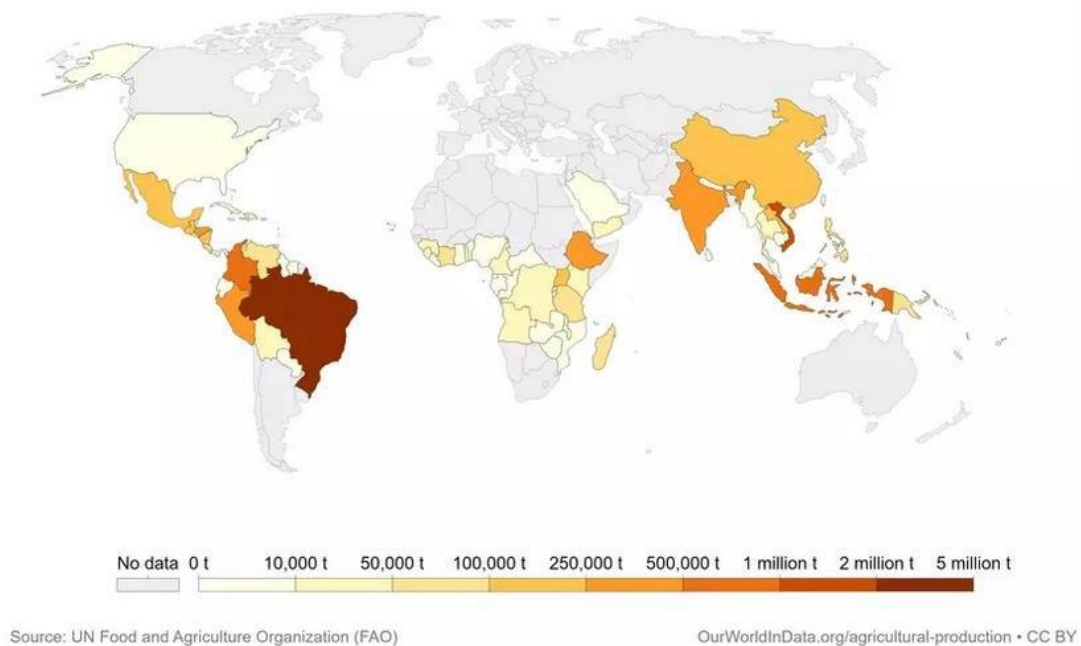 No data 0 t 10,000 t 50,000 t 100,000 t 250,000 t 500,000 t 1 million t 2 million t 5 million t
Source: UN Food and Agriculture Organization (FAO) OurWorldInData.org/agricultural-production • CC BY